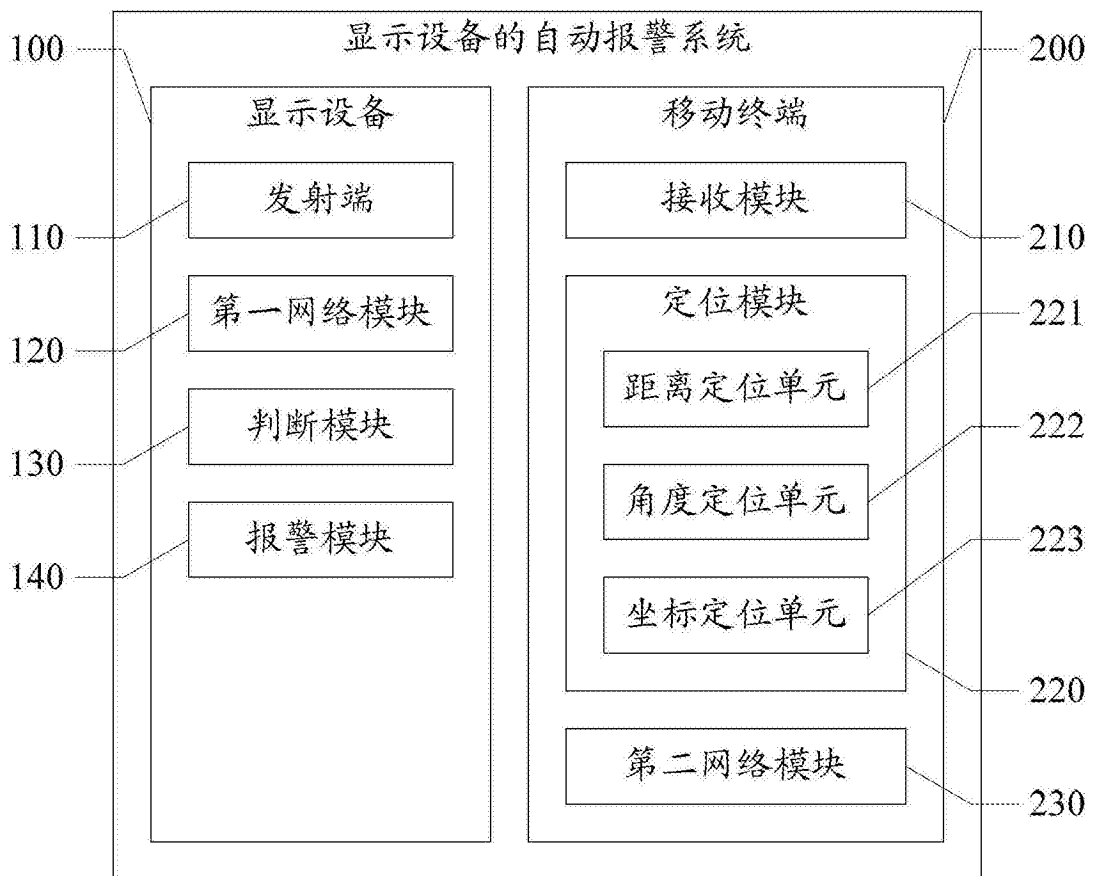 显示设备的自动报警系统
100
显示设备
发射端
110
第一网络模块
120
判断模块
130
报警模块
140
200
移动终端
接收模块
210
定位模块
221
距离定位单元
222
角度定位单元
223
坐标定位单元
220
第二网络模块
230